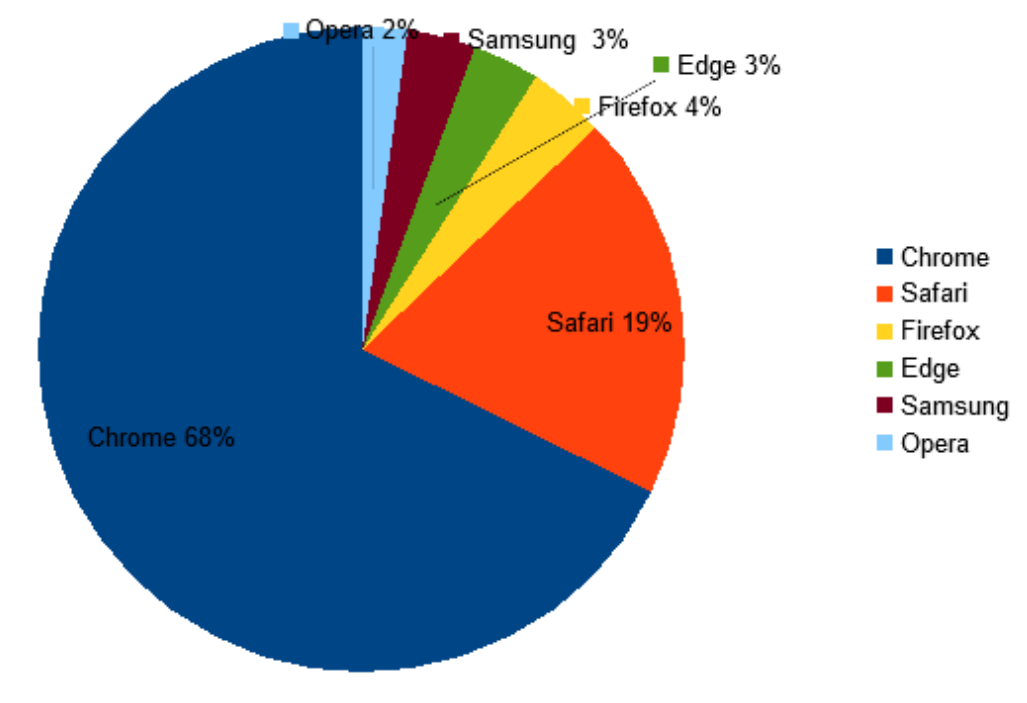 Opera 2%
Samsung 3%
Edge 3%
Firefox 4%
Safari 19%
Chrome 68%
Chrome
Safari
Firefox
Edge
Samsung
Opera